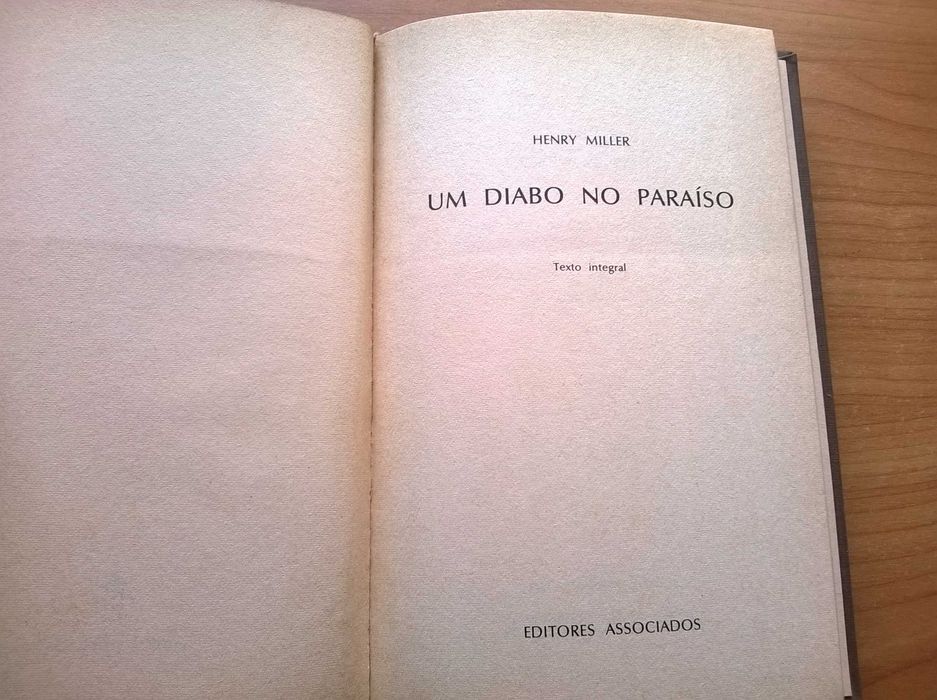 HENRY MILLER
UM DIABO NO PARAÍSO
Texto integral
EDITORES ASSOCIADOS